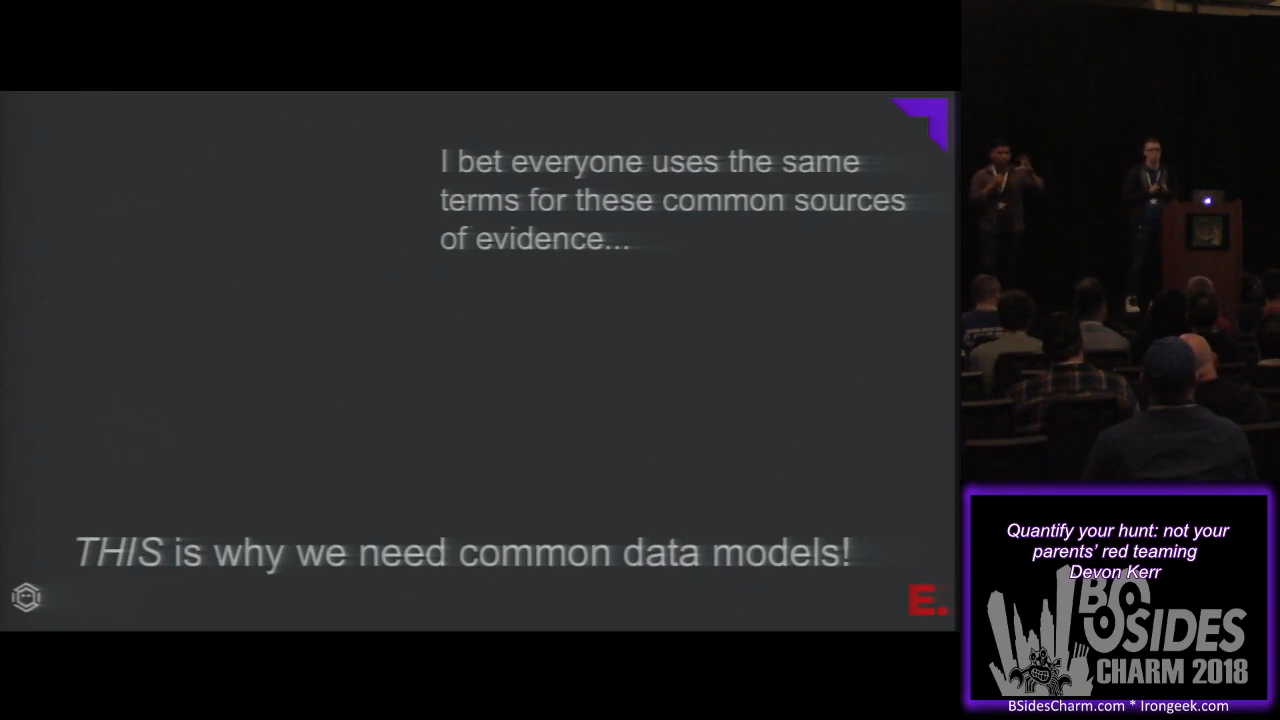 I bet everyone uses the same
terms for these common sources
of evidence...
THIS is why we need common data models!
E.
Quantify your hunt: not your
parents' red teaming
Devon Kerr
BSIDES
CHARM 2018
BSidesCharm.com * Irongeek.com